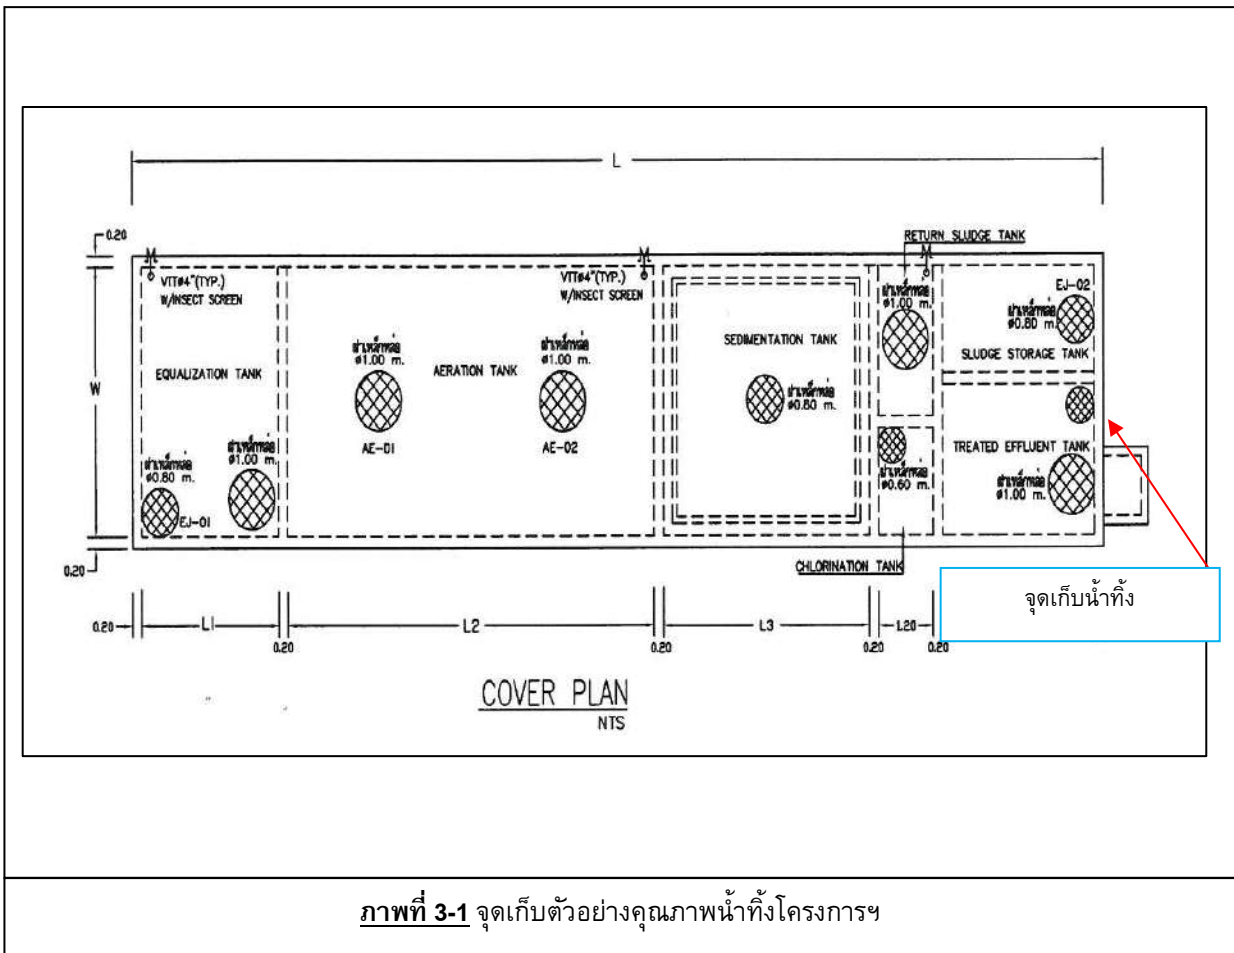 L
0.20
RETURN SLUDGE TANK
VTTø4"(TYP.)
W/INSECT SCREEN
VTTø4"(TYP.)
W/INSECT SCREEN
ฝาเหล็กหล่อ
ø1.00 m.
EJ-02
ฝาเหล็กหล่อ
ø0.80 m.
SLUDGE STORAGE TANK
W
EQUALIZATION TANK
ฝาเหล็กหล่อ
ø1.00 m.
AERATION TANK
ฝาเหล็กหล่อ
ø1.00 m.
SEDIMENTATION TANK
ฝาเหล็กหล่อ
ø0.80 m.
AE-01
AE-02
ฝาเหล็กหล่อ
ø1.00 m.
ฝาเหล็กหล่อ
ø0.80 m.
EJ-01
ฝาเหล็กหล่อ
ø0.60 m.
TREATED EFFLUENT TANK
ฝาเหล็กหล่อ
ø1.00 m.
0.20
CHLORINATION TANK
จุดเก็บน้ำทิ้ง
0.20
L1
0.20
L2
0.20
L3
0.20
1.20
0.20
COVER PLAN
NTS
ภาพที่ 3-1 จุดเก็บตัวอย่างคุณภาพน้ำทิ้งโครงการฯ